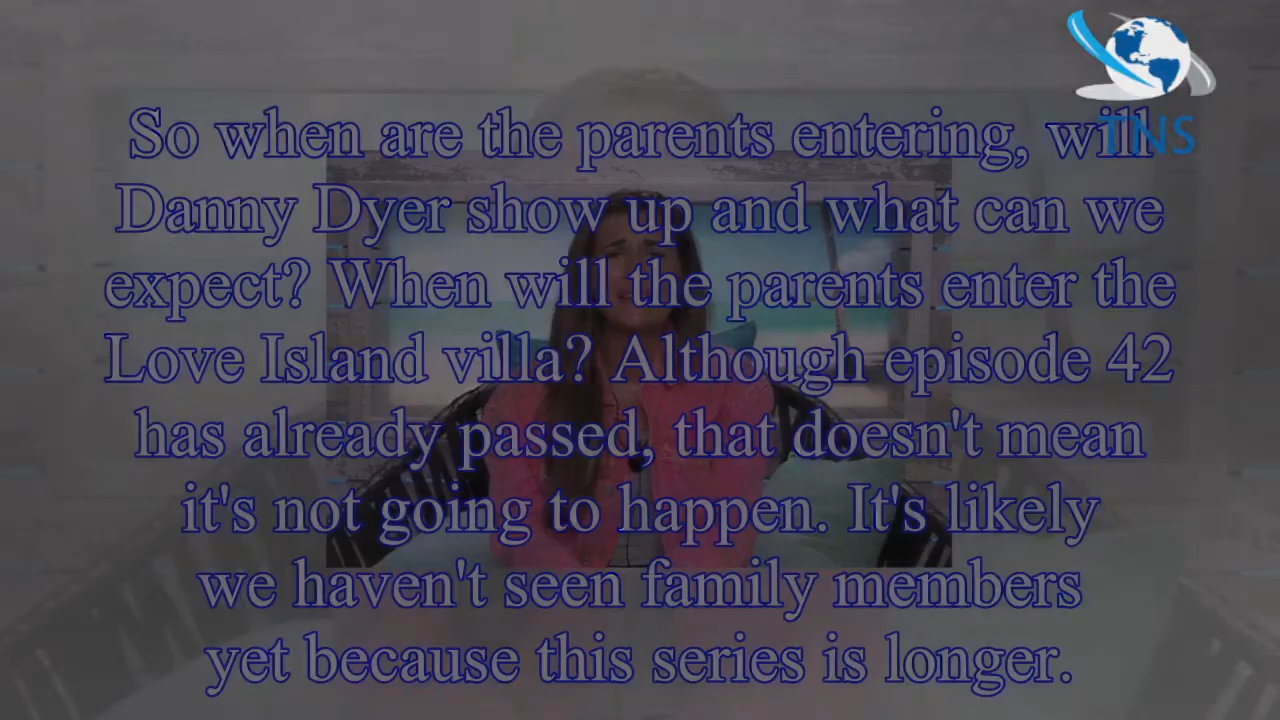 TNS
So when are the parents entering, will
Danny Dyer show up and what can we
expect? When will the parents enter the
Love Island villa? Although episode 42
has already passed, that doesn't mean
it's not going to happen. It's likely
we haven't seen family members
yet because this series is longer.